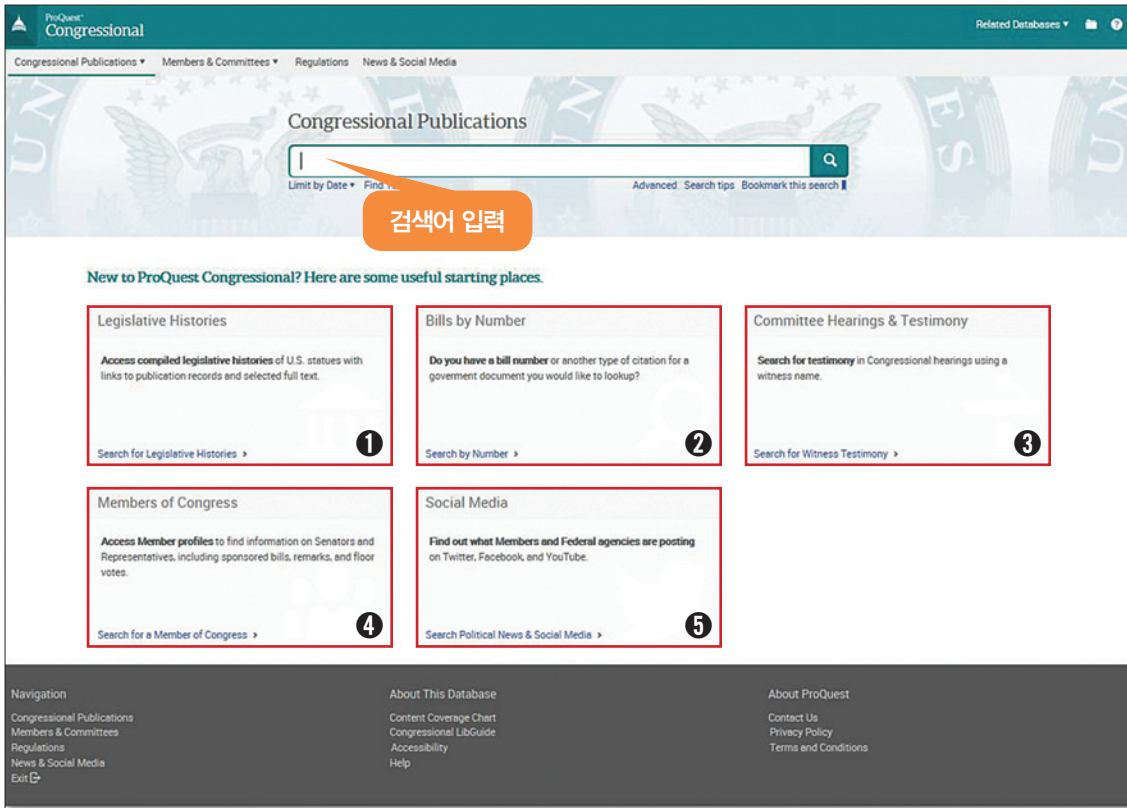 ProQuest
Congressional
Related Databases
Congressional Publications Members & Committees Regulations News & Social Media
Congressional Publications
Limit by Date Find
Advanced Search tips Bookmark this search
검색어 입력
New to ProQuest Congressional? Here are some useful starting places.
Legislative Histories
Access compiled legislative histories of U.S. statues with
links to publication records and selected full text.
Search for Legislative Histories >
❶
Bills by Number
Do you have a bill number or another type of citation for a
goverment document you would like to lookup?
Search by Number >
❷
Committee Hearings & Testimony
Search for testimony in Congressional hearings using a
witness name.
Search for Witness Testimony >
❸
Members of Congress
Access Member profiles to find information on Senators and
Representatives, including sponsored bills, remarks, and floor
votes.
Search for a Member of Congress >
❹
Social Media
Find out what Members and Federal agencies are posting
on Twitter, Facebook, and YouTube.
Search Political News & Social Media >
❺
Navigation
Congressional Publications
Members & Committees
Regulations
News & Social Media
Exit
About This Database
Content Coverage Chart
Congressional LibGuide
Accessibility
Help
About ProQuest
Contact Us
Privacy Policy
Terms and Conditions